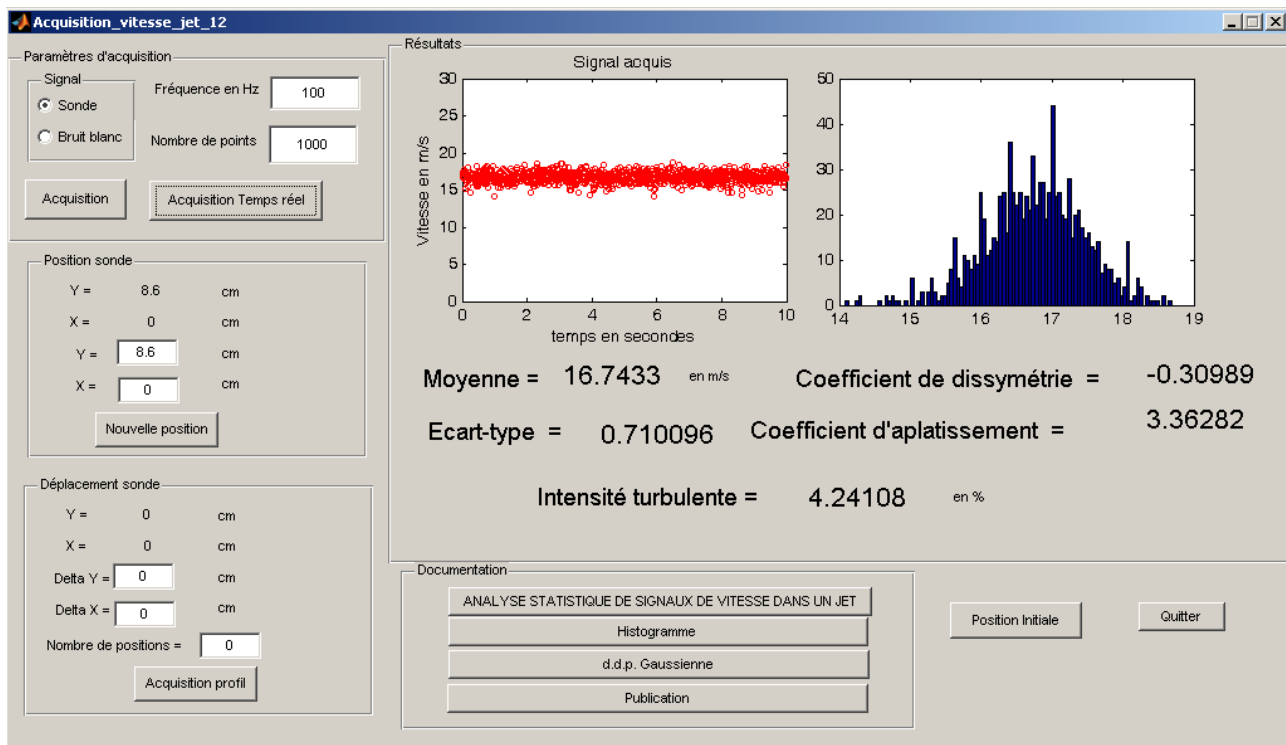 Acquisition_vitesse_jet_12
Paramètres d'acquisition
Signal
Sonde
Bruit blanc
Fréquence en Hz
100
Nombre de points
1000
Acquisition
Acquisition Temps réel
Position sonde
Y = 8.6 cm
X = 0 cm
Y = 8.6 cm
X = 0 cm
Nouvelle position
Déplacement sonde
Y = 0 cm
X = 0 cm
Delta Y = 0 cm
Delta X = 0 cm
Nombre de positions = 0
Acquisition profil
Résultats
Signal acquis
Vitesse en m/s
30
25
20
15
10
5
0
0 2 4 6 8 10
temps en secondes
50
40
30
20
10
0
14 15 16 17 18 19
Moyenne = 16.7433 en m/s
Coefficient de dissymétrie = -0.30989
Ecart-type = 0.710096
Coefficient d'aplatissement = 3.36282
Intensité turbulente = 4.24108 en %
Documentation
ANALYSE STATISTIQUE DE SIGNAUX DE VITESSE DANS UN JET
Histogramme
d.d.p. Gaussienne
Publication
Position Initiale
Quitter